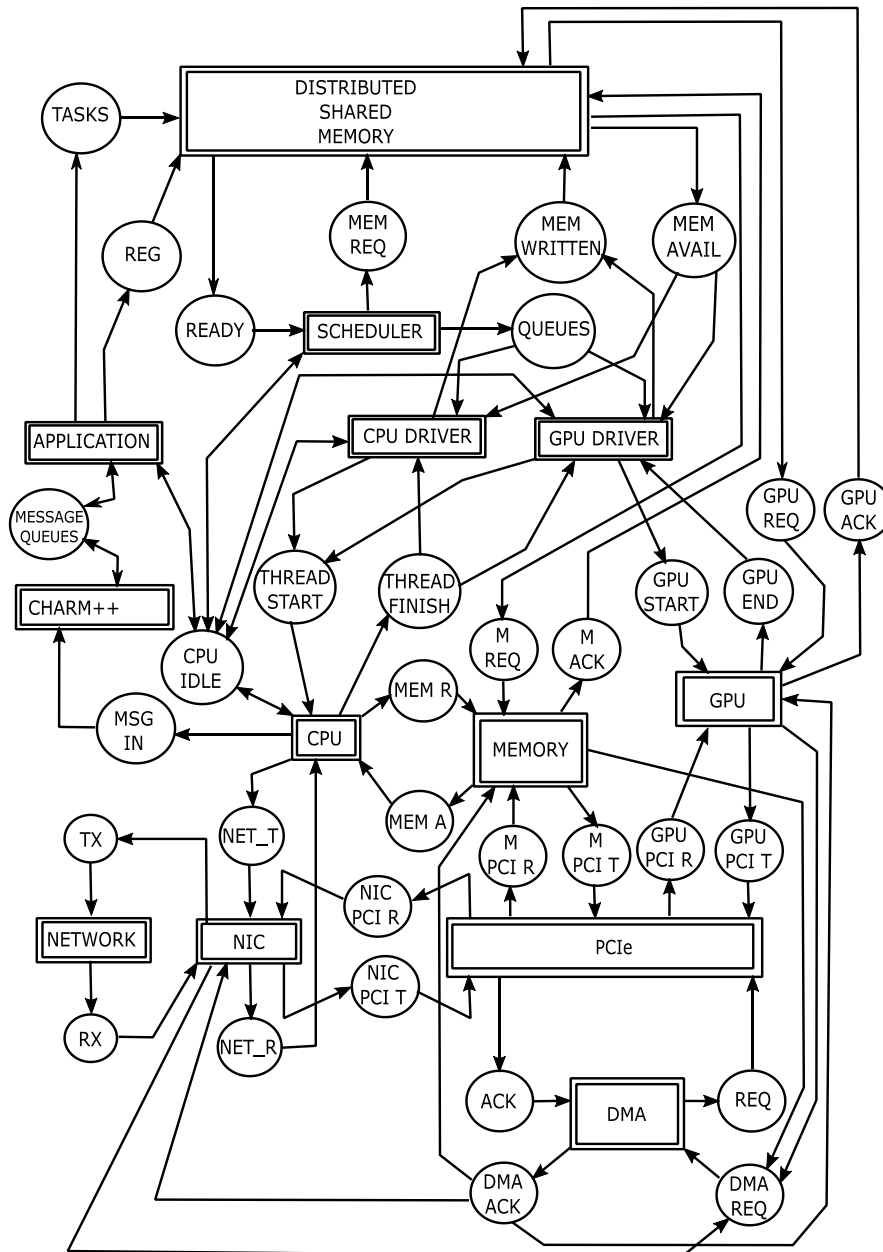 DISTRIBUTED
SHARED
MEMORY
TASKS
REG
MEM
REQ
MEM
WRITTEN
MEM
AVAIL
READY
SCHEDULER
QUEUES
APPLICATION
CPU DRIVER
GPU DRIVER
MESSAGE
QUEUES
GPU
REQ
GPU
ACK
CHARM++
THREAD
START
THREAD
FINISH
GPU
START
GPU
END
CPU
IDLE
M
REQ
M
ACK
MEM R
GPU
MSG
IN
CPU
MEMORY
MEM A
TX
NET_T
M
PCI R
M
PCI T
GPU
PCI R
GPU
PCI T
NIC
PCI R
NETWORK
NIC
PCIe
NIC
PCI T
RX
NET_R
ACK
DMA
REQ
DMA
ACK
DMA
REQ